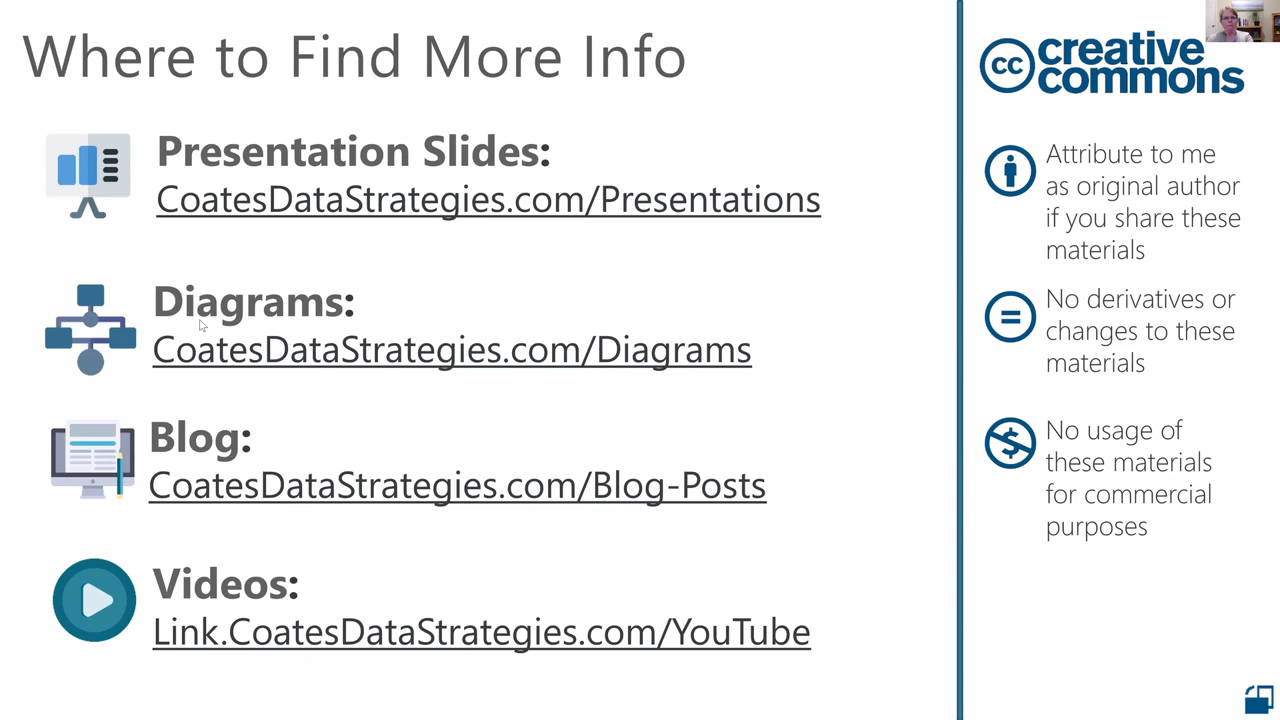 Where to Find More Info
Presentation Slides:
CoatesDataStrategies.com/Presentations
Diagrams:
CoatesDataStrategies.com/Diagrams
Blog:
CoatesDataStrategies.com/Blog-Posts
Videos:
Link.CoatesDataStrategies.com/YouTube
cc creative
commons
Attribute to me
as original author
if you share these
materials
No derivatives or
changes to these
materials
No usage of
these materials
for commercial
purposes